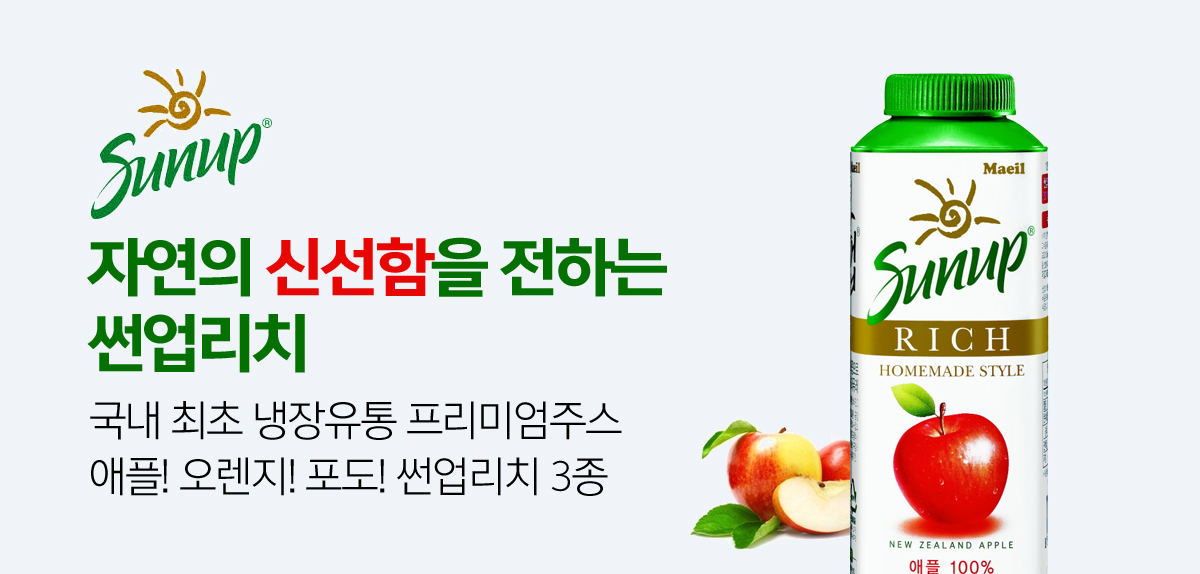 Sunup®
자연의 신선함을 전하는
썬업리치
국내 최초 냉장유통 프리미엄주스
애플! 오렌지! 포도! 썬업리치 3종
Maeil
Sunup®
RICH
HOMEMADE STYLE
NEW ZEALAND APPLE
애플 100%